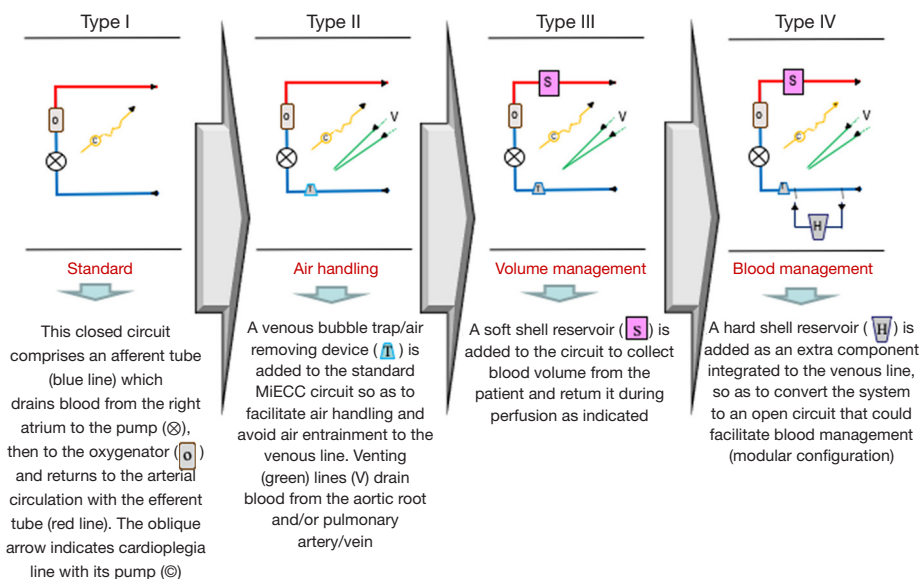 Type I
Type II
Type III
Type IV
O
C
O
C
V
T
S
O
C
V
T
S
O
C
V
T
H
Standard
Air handling
Volume management
Blood management
This closed circuit
comprises an afferent tube
(blue line) which
drains blood from the right
atrium to the pump (⊗),
then to the oxygenator ( o )
and returns to the arterial
circulation with the efferent
tube (red line). The oblique
arrow indicates cardioplegia
line with its pump (©)
A venous bubble trap/air
removing device ( T ) is
added to the standard
MiECC circuit so as to
facilitate air handling and
avoid air entrainment to the
venous line. Venting
(green) lines (V) drain
blood from the aortic root
and/or pulmonary
artery/vein
A soft shell reservoir ( S ) is
added to the circuit to collect
blood volume from the
patient and return it during
perfusion as indicated
A hard shell reservoir ( H ) is
added as an extra component
integrated to the venous line,
so as to convert the system
to an open circuit that could
facilitate blood management
(modular configuration)